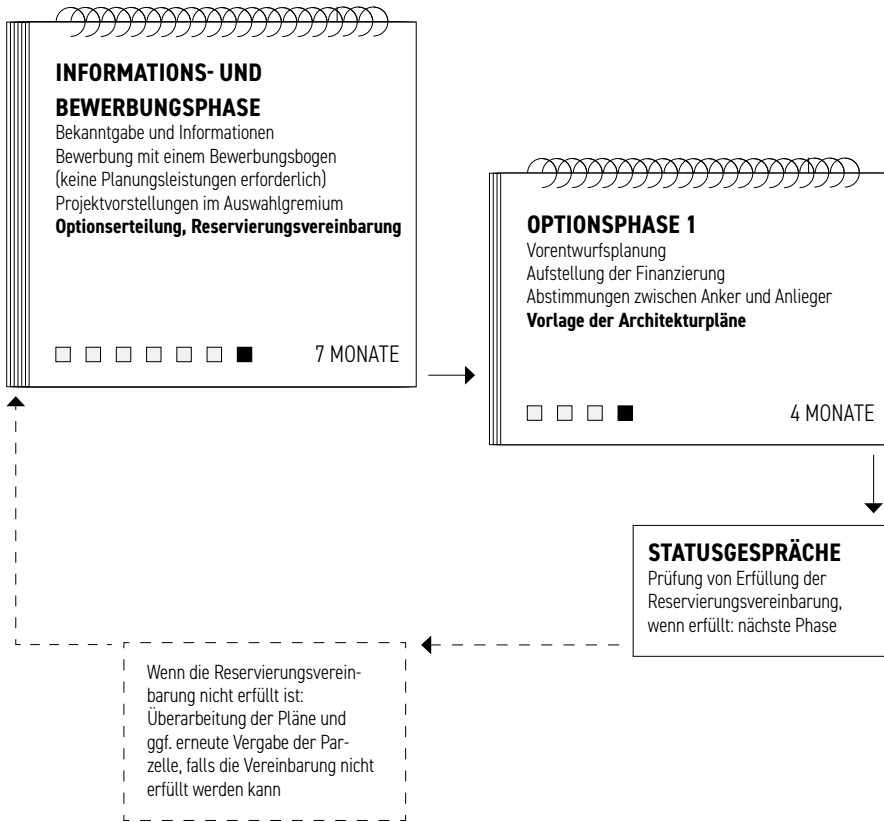 INFORMATIONS- UND
BEWERBUNGSPHASE
Bekanntgabe und Informationen
Bewerbung mit einem Bewerbungsbogen
(keine Planungsleistungen erforderlich)
Projektvorstellungen im Auswahlgremium
Optionserteilung, Reservierungsvereinbarung
7 MONATE
OPTIONSPHASE 1
Vorentwurfsplanung
Aufstellung der Finanzierung
Abstimmungen zwischen Anker und Anlieger
Vorlage der Architekturpläne
4 MONATE
STATUSGESPRÄCHE
Prüfung von Erfüllung der
Reservierungsvereinbarung,
wenn erfüllt: nächste Phase
Wenn die Reservierungsverein-
barung nicht erfüllt ist:
Überarbeitung der Pläne und
ggf. erneute Vergabe der Par-
zelle, falls die Vereinbarung nicht
erfüllt werden kann